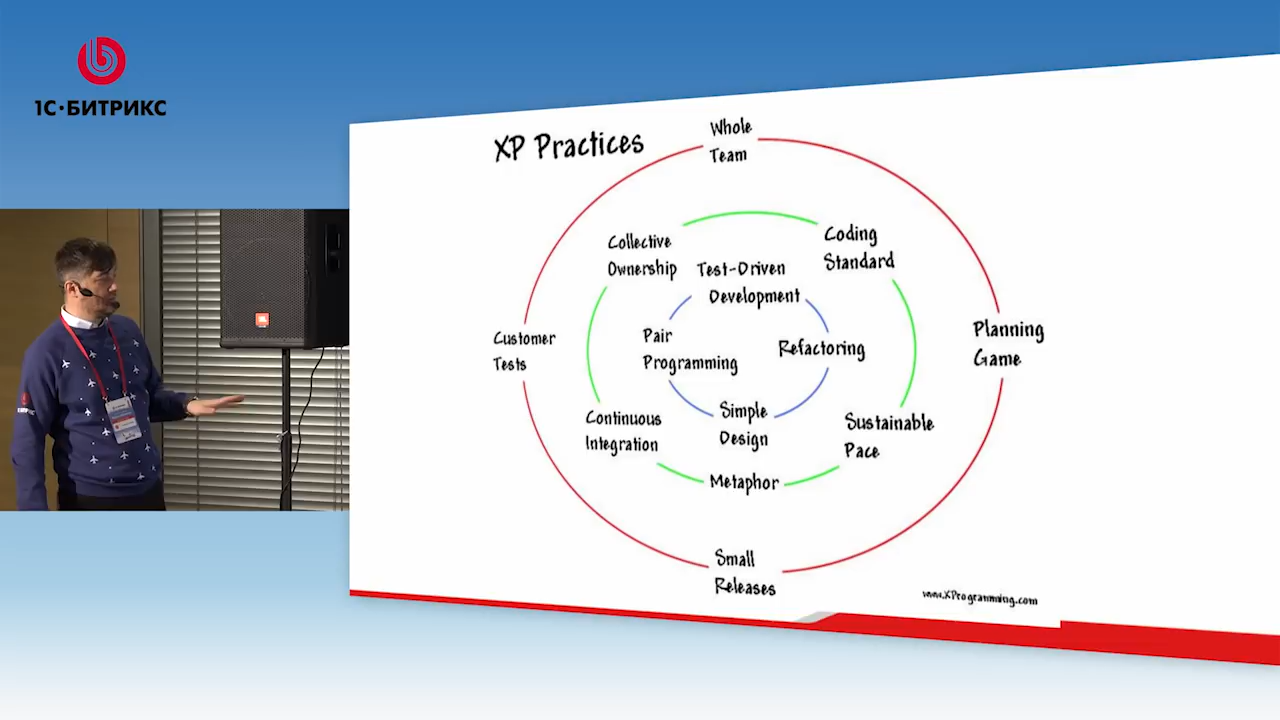 1С·БИТРИКС
XP Practices
Whole
Team
Collective
Ownership
Coding
Standard
Test-Driven
Development
Customer
Tests
Pair
Programming
Refactoring
Planning
Game
Continuous
Integration
Simple
Design
Sustainable
Pace
Metaphor
Small
Releases
www.XProgramming.com
JBL